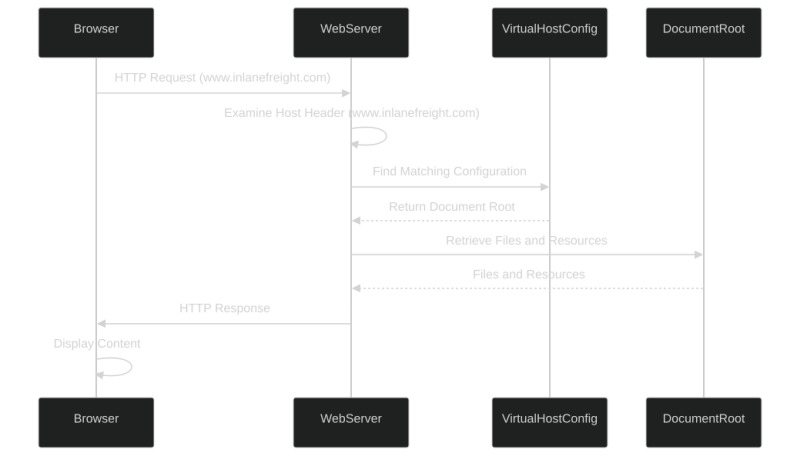 Browser
WebServer
VirtualHostConfig
DocumentRoot
HTTP Request (www.inlanefreight.com)
Examine Host Header (www.inlanefreight.com)
Find Matching Configuration
Return Document Root
Retrieve Files and Resources
Files and Resources
HTTP Response
Display Content
Browser
WebServer
VirtualHostConfig
DocumentRoot